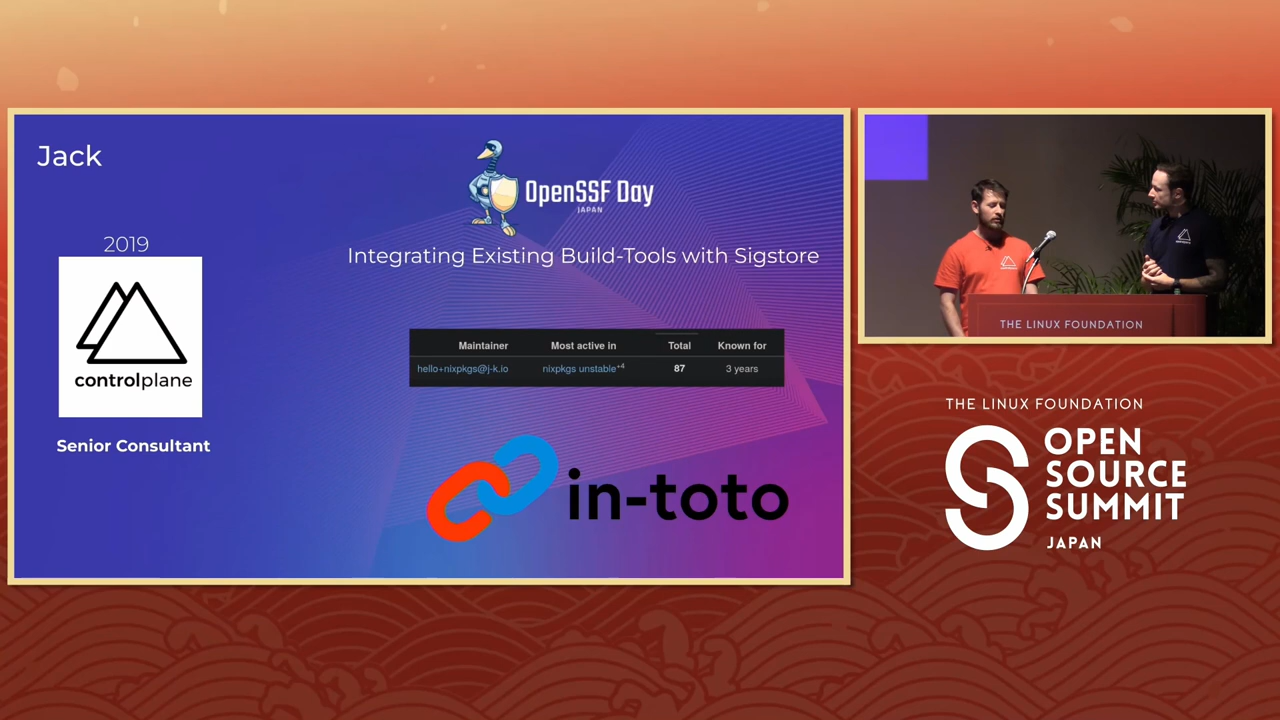 Jack
OpenSSF Day
JAPAN
Integrating Existing Build-Tools with Sigstore
2019
controlplane
Senior Consultant
Maintainer Most active in Total Known for
hello+nixpkgs@j-k.io nixpkgs unstable+4 87 3 years
in-toto
THE LINUX FOUNDATION
THE LINUX FOUNDATION
OPEN
SOURCE
SUMMIT
JAPAN